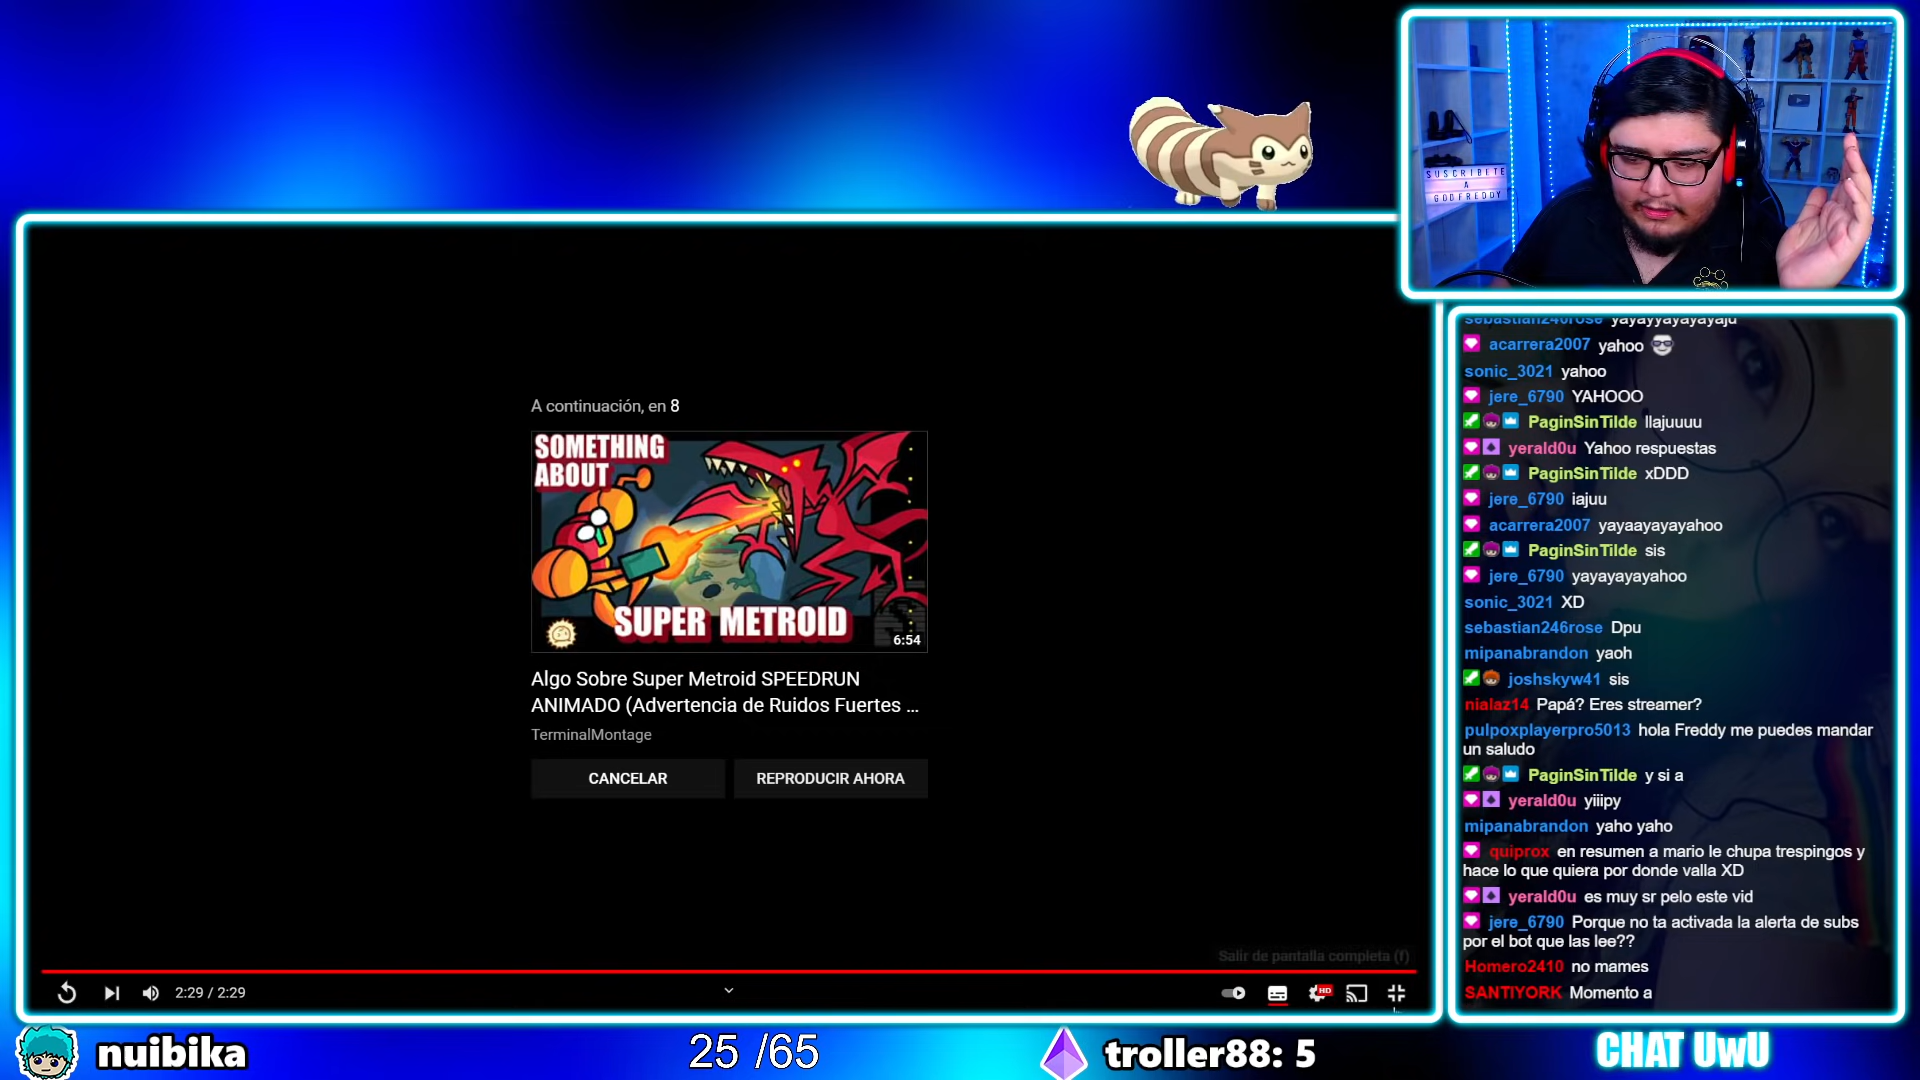 SUSCRIBETE
A
GODFREDDY
A continuación, en 8
SOMETHING
ABOUT
SUPER METROID
6:54
Algo Sobre Super Metroid SPEEDRUN
ANIMADO (Advertencia de Ruidos Fuertes ...
TerminalMontage
CANCELAR
REPRODUCIR AHORA
Salir de pantalla completa (f)
2:29 / 2:29
HD
sebastian246rose yayayyayayayaju
acarrera2007 yahoo
sonic_3021 yahoo
jere_6790 YAHOOO
PaginSinTilde llajuuuu
yerald0u Yahoo respuestas
PaginSinTilde xDDD
jere_6790 iajuu
acarrera2007 yayaayayayahoo
PaginSinTilde sis
jere_6790 yayayayayahoo
sonic_3021 XD
sebastian246rose Dpu
mipanabrandon yaoh
joshskyw41 sis
nialaz14 Papá? Eres streamer?
pulpoxplayerpro5013 hola Freddy me puedes mandar
un saludo
PaginSinTilde y si a
yerald0u yiiipy
mipanabrandon yaho yaho
quiprox en resumen a mario le chupa trespingos y
hace lo que quiera por donde valla XD
yerald0u es muy sr pelo este vid
jere_6790 Porque no ta activada la alerta de subs
por el bot que las lee??
Homero2410 no mames
SANTIYORK Momento a
nuibika
25 /65
troller88: 5
CHAT UwU